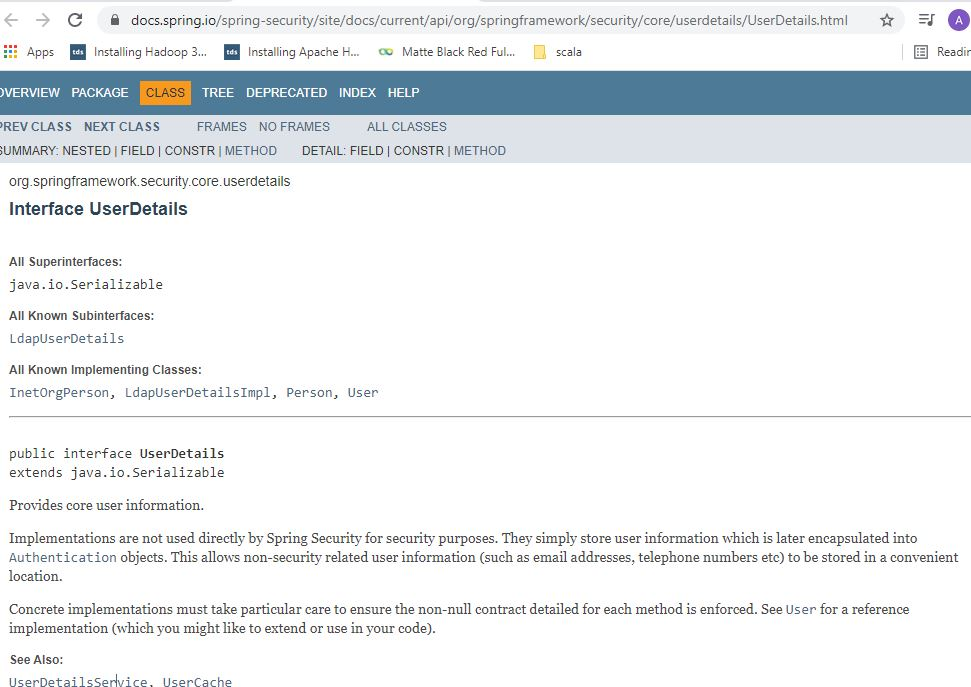 docs.spring.io/spring-security/site/docs/current/api/org/springframework/security/core/userdetails/UserDetails.html
A
Apps tds Installing Hadoop 3... tds Installing Apache H... Matte Black Red Ful... scala
OVERVIEW PACKAGE CLASS TREE DEPRECATED INDEX HELP
PREV CLASS NEXT CLASS FRAMES NO FRAMES ALL CLASSES
SUMMARY: NESTED | FIELD | CONSTR | METHOD DETAIL: FIELD | CONSTR | METHOD
org.springframework.security.core.userdetails
Interface UserDetails
All Superinterfaces:
java.io.Serializable
All Known Subinterfaces:
LdapUserDetails
All Known Implementing Classes:
InetOrgPerson, LdapUserDetailsImpl, Person, User
public interface UserDetails
extends java.io.Serializable
Provides core user information.
Implementations are not used directly by Spring Security for security purposes. They simply store user information which is later encapsulated into
Authentication objects. This allows non-security related user information (such as email addresses, telephone numbers etc) to be stored in a convenient
location.
Concrete implementations must take particular care to ensure the non-null contract detailed for each method is enforced. See User for a reference
implementation (which you might like to extend or use in your code).
See Also:
UserDetailsService, UserCache